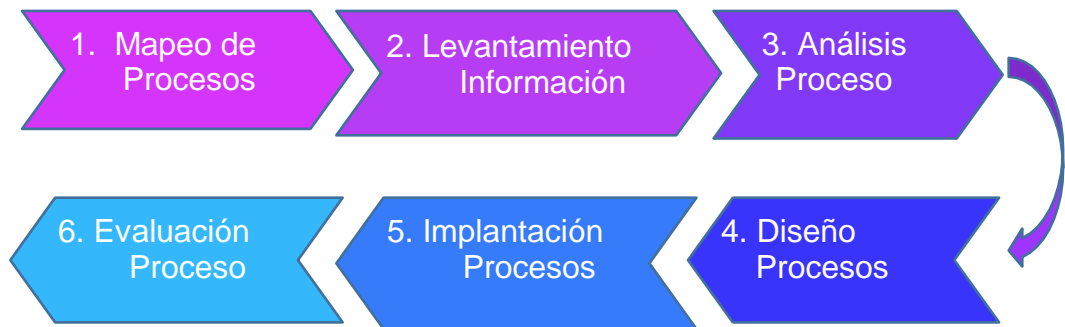 1. Mapeo de
Procesos
2. Levantamiento
Información
3. Análisis
Proceso
4. Diseño
Procesos
5. Implantación
Procesos
6. Evaluación
Proceso